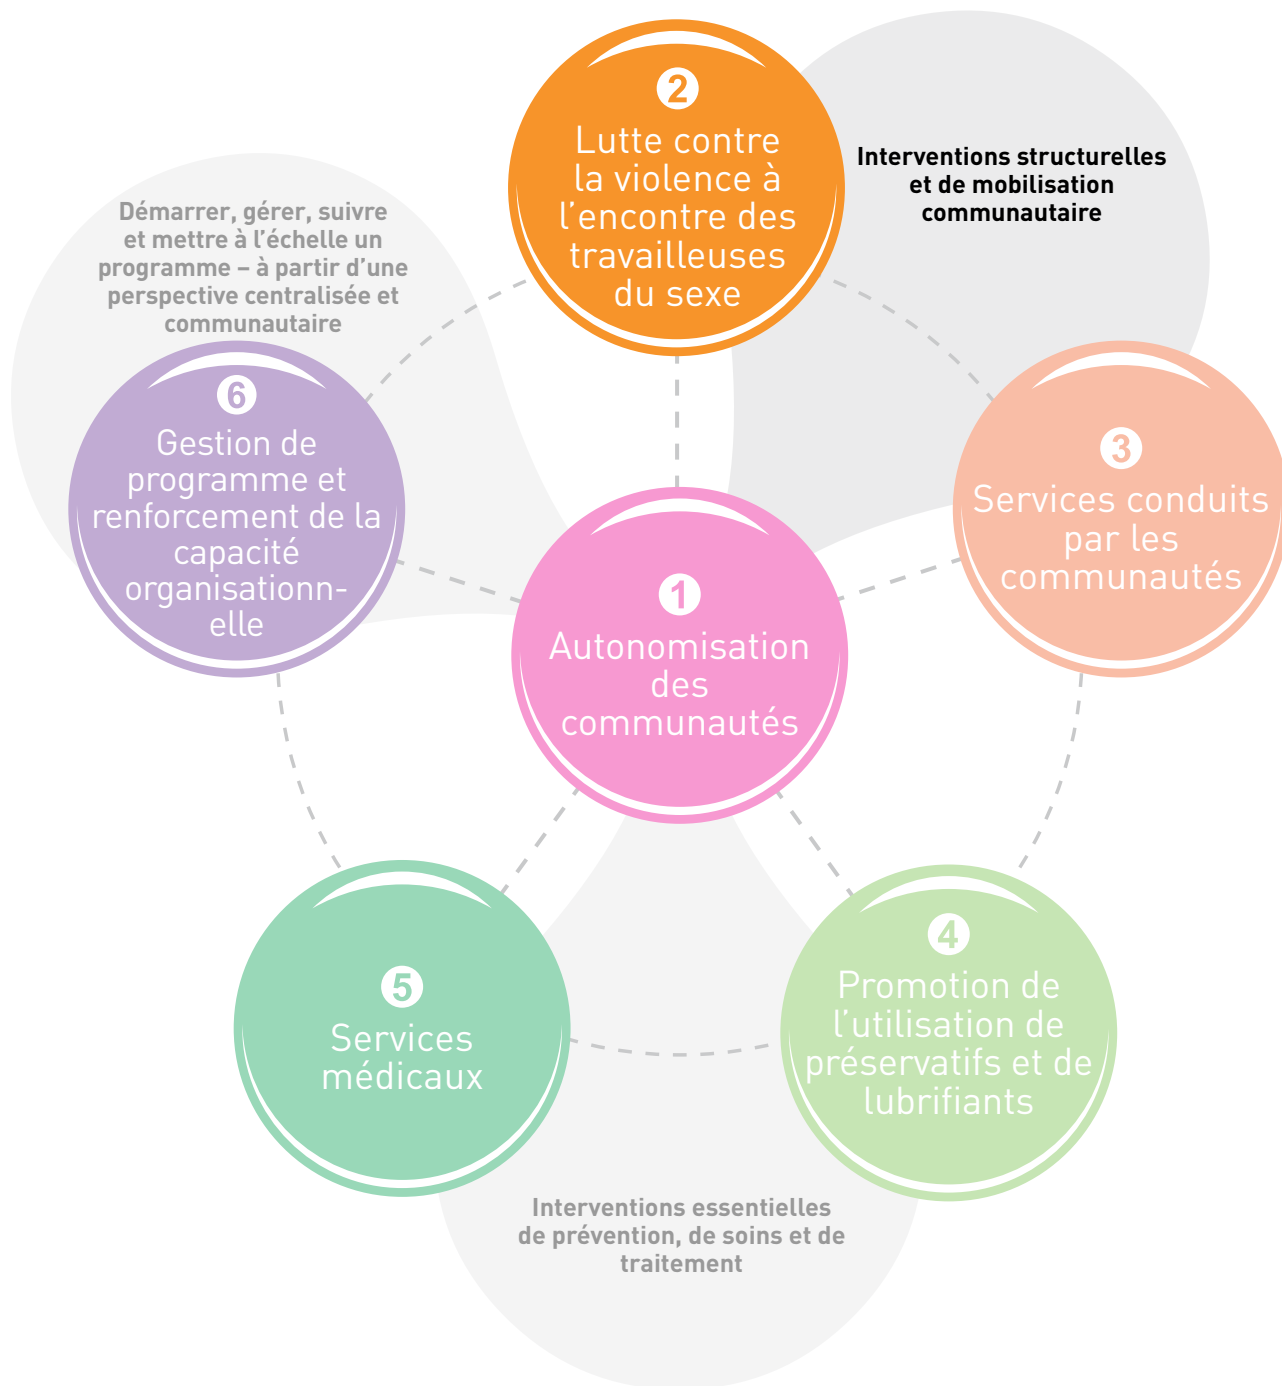 2
Lutte contre
la violence à
l’encontre des
travailleuses
du sexe
Interventions structurelles
et de mobilisation
communautaire
Démarrer, gérer, suivre
et mettre à l’échelle un
programme – à partir d’une
perspective centralisée et
communautaire
6
Gestion de
programme et
renforcement de la
capacité
organisationn-
elle
3
Services conduits
par les
communautés
1
Autonomisation
des
communautés
5
Services
médicaux
4
Promotion de
l’utilisation de
préservatifs et de
lubrifiants
Interventions essentielles
de prévention, de soins et de
traitement